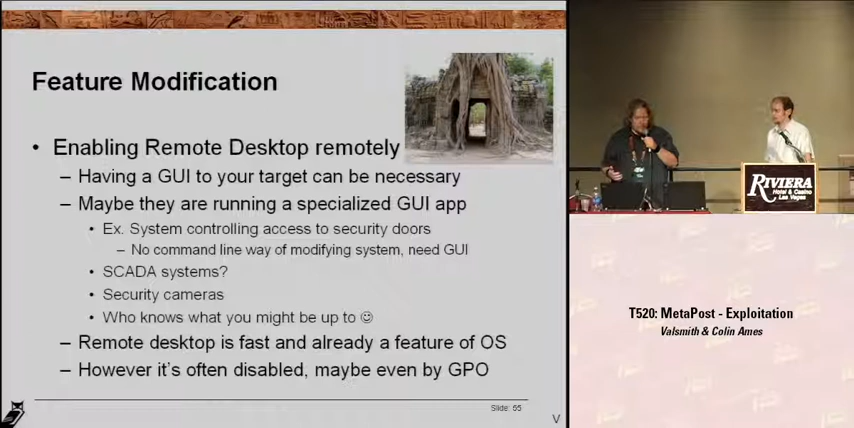 Feature Modification
• Enabling Remote Desktop remotely
– Having a GUI to your target can be necessary
– Maybe they are running a specialized GUI app
• Ex. System controlling access to security doors
– No command line way of modifying system, need GUI
• SCADA systems?
• Security cameras
• Who knows what you might be up to ☺
– Remote desktop is fast and already a feature of OS
– However it's often disabled, maybe even by GPO
Slide: 55
V
RIVIERA
Hotel & Casino
Las Vegas
T520: MetaPost - Exploitation
Valsmith & Colin Ames